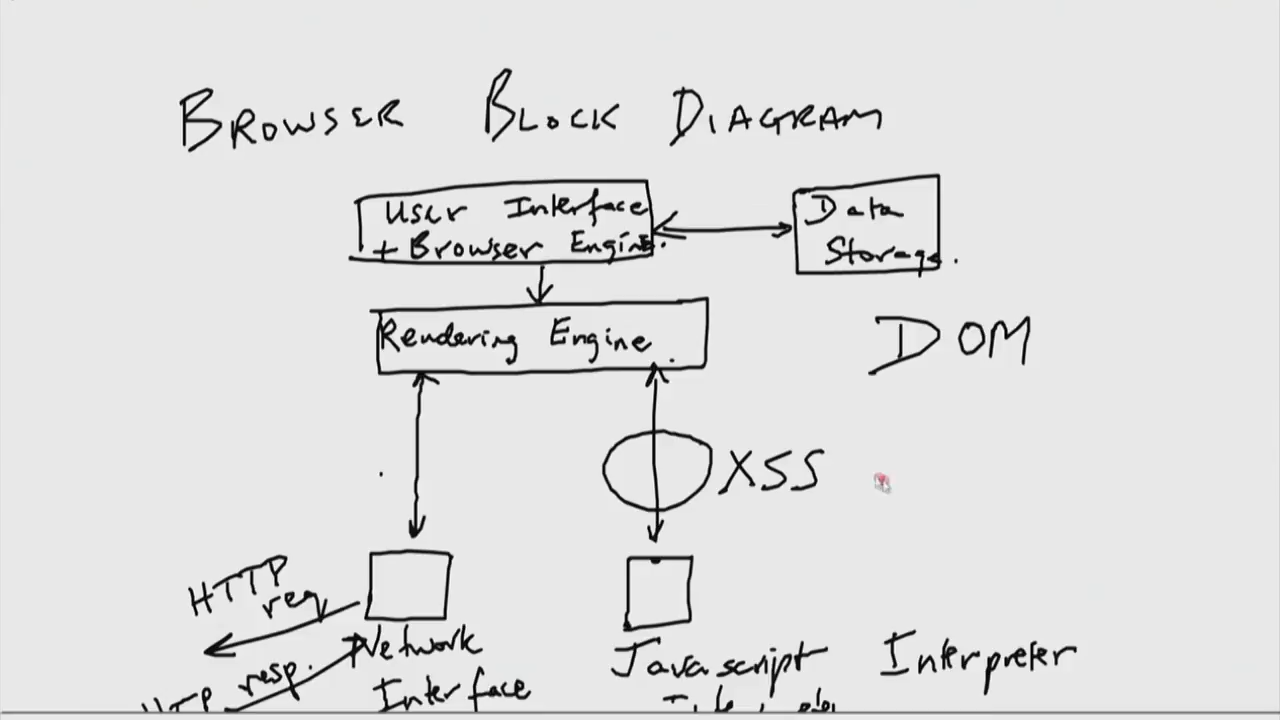 BROWSER BLOCK DIAGRAM
User Interface
+ Browser Engine.
Data
Storage.
Rendering Engine.
DOM
XSS
HTTP
req
Network
Interface
HTTP resp.
Javascript Interpreter